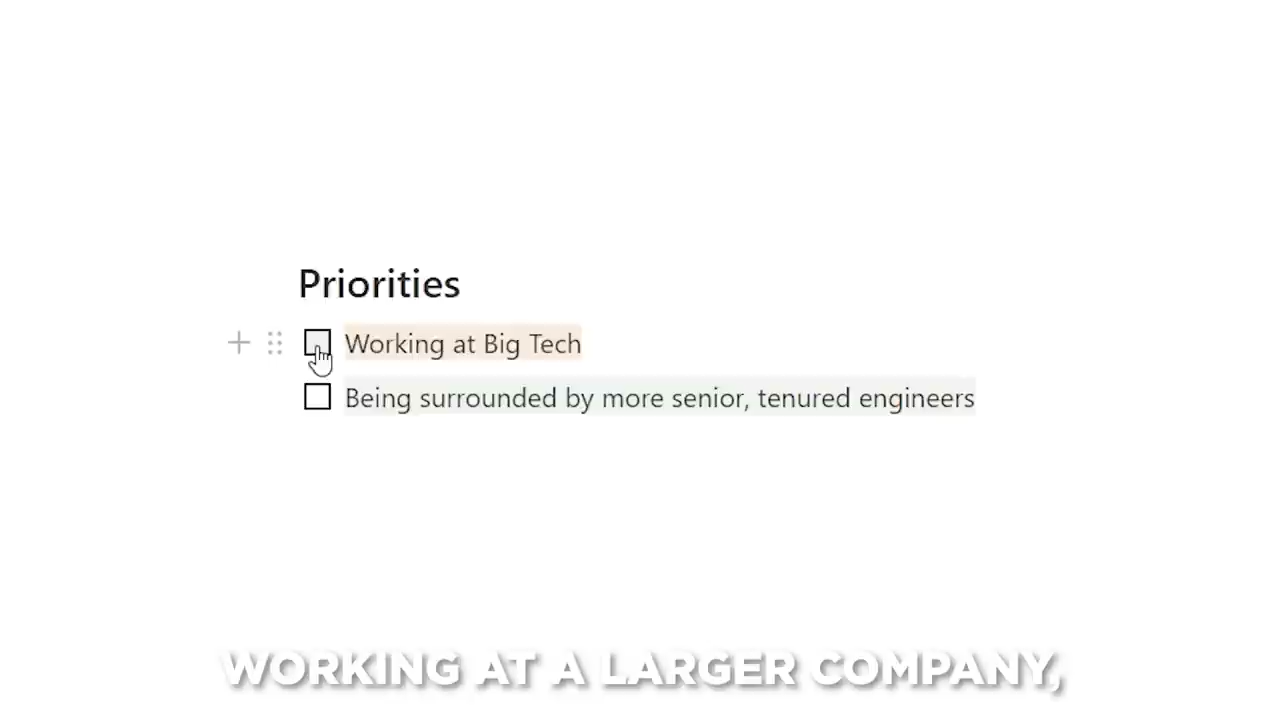 Priorities
Working at Big Tech
Being surrounded by more senior, tenured engineers
WORKING AT A LARGER COMPANY,